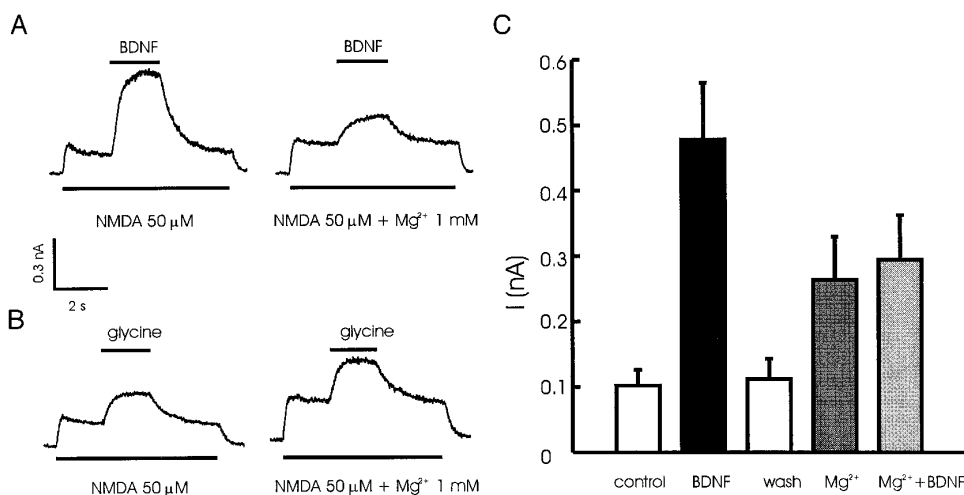 A
BDNF
BDNF
NMDA 50 μM
NMDA 50 μM + Mg²⁺ 1 mM
0.3 nA
2 s
B
glycine
glycine
NMDA 50 μM
NMDA 50 μM + Mg²⁺ 1 mM
C
0.6
0.5
0.4
0.3
0.2
0.1
0
I (nA)
control
BDNF
wash
Mg²⁺
Mg²⁺+BDNF